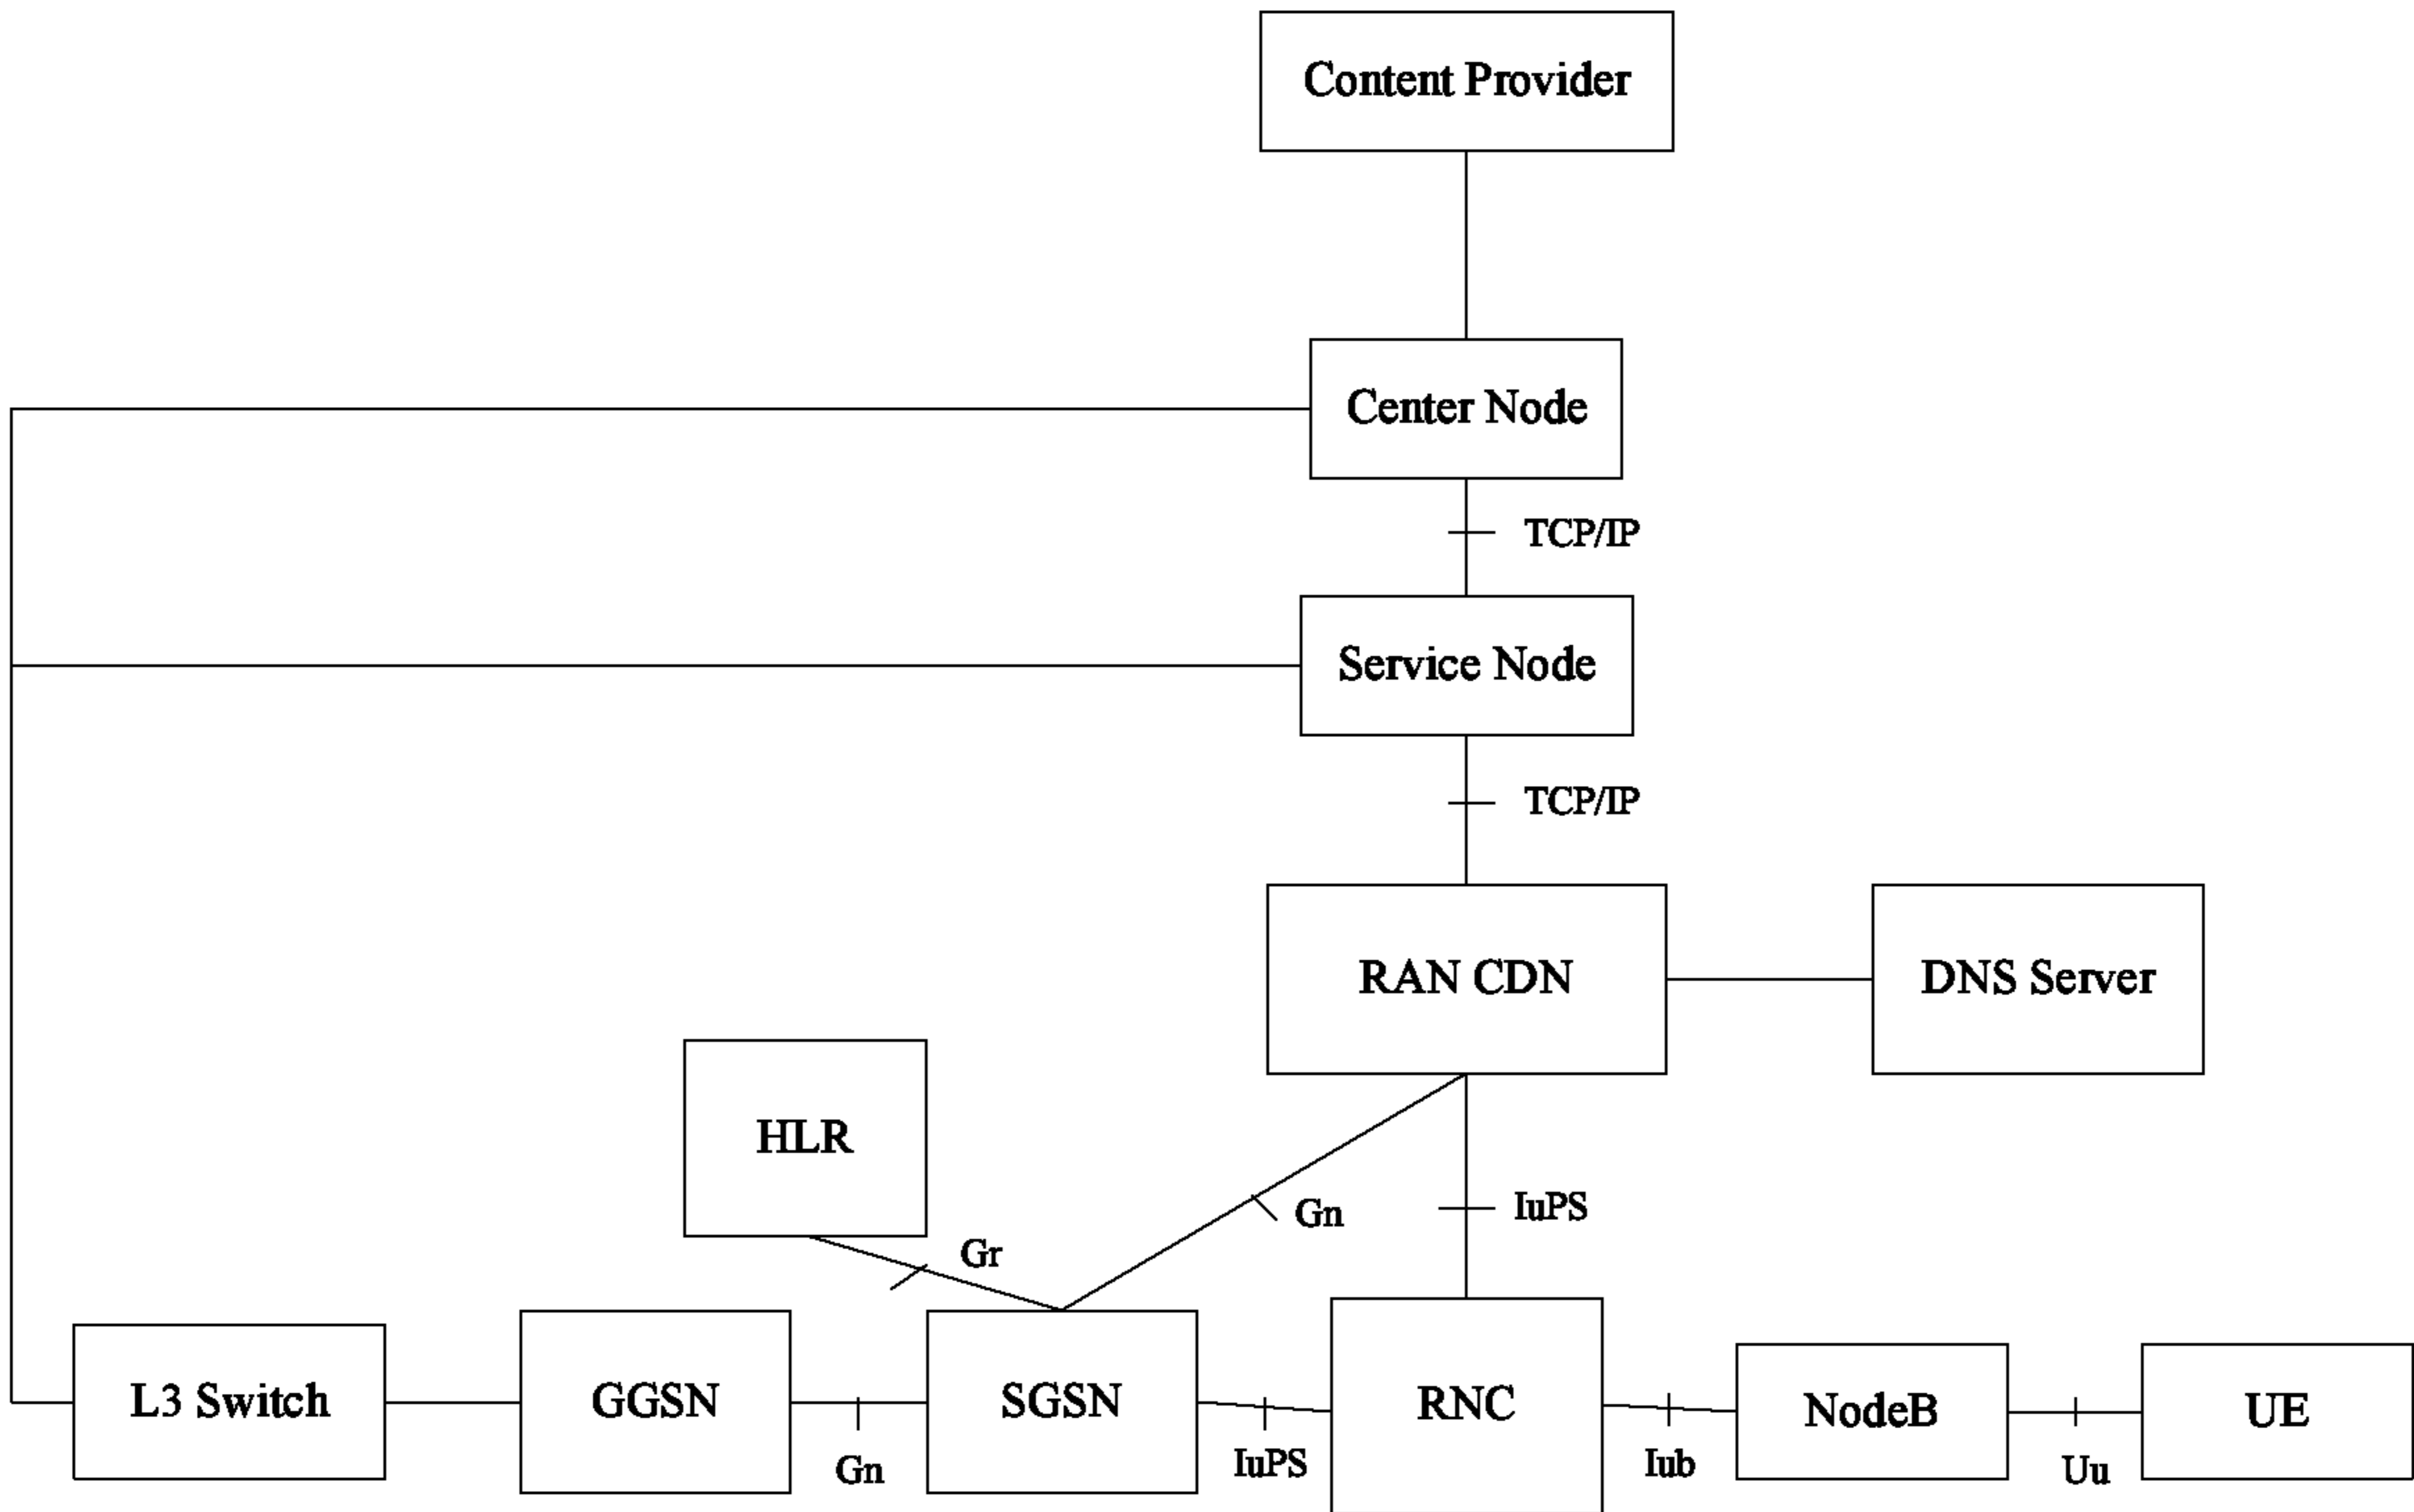 Content Provider
Center Node
TCP/IP
Service Node
TCP/IP
RAN CDN
DNS Server
HLR
Gn
IuPS
Gr
L3 Switch
GGSN
SGSN
RNC
NodeB
UE
Gn
IuPS
Iub
Uu